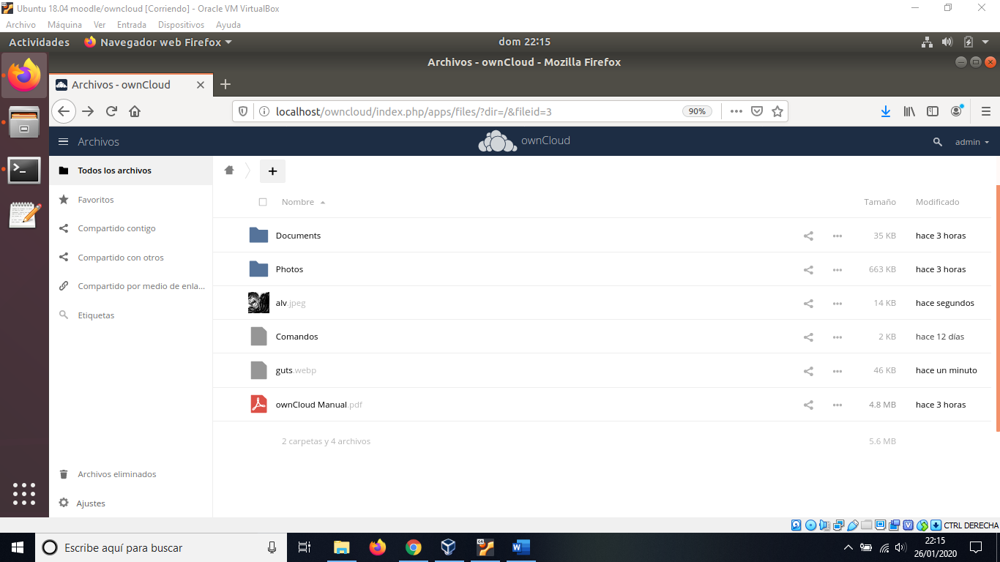 Ubuntu 18.04 moodle/owncloud [Corriendo] - Oracle VM VirtualBox
Archivo Máquina Ver Entrada Dispositivos Ayuda
Actividades Navegador web Firefox dom 22:15
Archivos - ownCloud - Mozilla Firefox
Archivos - ownCloud
localhost/owncloud/index.php/apps/files/?dir=/&fileid=3 90%
Archivos ownCloud admin
Todos los archivos
Favoritos
Compartido contigo
Compartido con otros
Compartido por medio de enla...
Etiquetas
Archivos eliminados
Ajustes
Nombre Tamaño Modificado
Documents 35 KB hace 3 horas
Photos 663 KB hace 3 horas
alv.jpeg 14 KB hace segundos
Comandos 2 KB hace 12 días
guts.webp 46 KB hace un minuto
ownCloud Manual.pdf 4.8 MB hace 3 horas
2 carpetas y 4 archivos 5.6 MB
CTRL DERECHA
Escribe aquí para buscar
22:15
26/01/2020